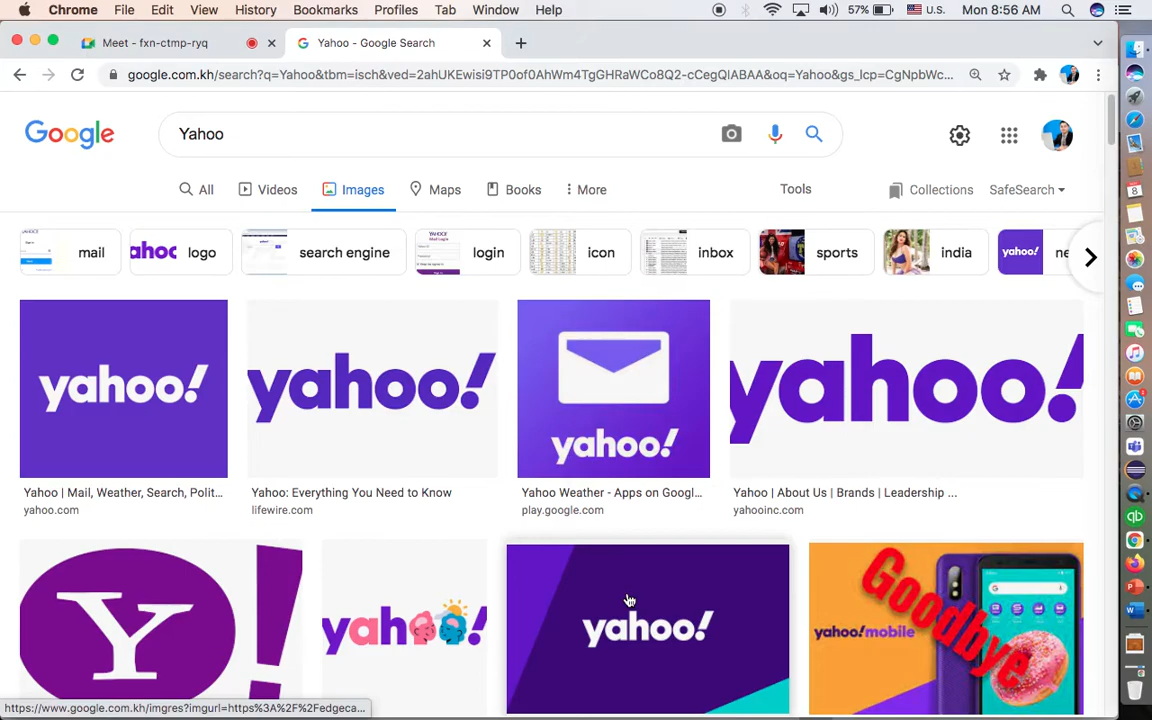 Chrome File Edit View History Bookmarks Profiles Tab Window Help 57% U.S. Mon 8:56 AM
Meet - fxn-ctmp-ryq Yahoo - Google Search
google.com.kh/search?q=Yahoo&tbm=isch&ved=2ahUKEwisi9TP0of0AhWm4TgGHRaWCo8Q2-cCegQIABAA&oq=Yahoo&gs_lcp=CgNpbWc...
Google Yahoo
All Videos Images Maps Books More Tools Collections SafeSearch
mail logo search engine login icon inbox sports india ne
yahoo! yahoo! yahoo! yahoo!
Yahoo | Mail, Weather, Search, Polit... Yahoo: Everything You Need to Know Yahoo Weather - Apps on Googl... Yahoo | About Us | Brands | Leadership ...
yahoo.com lifewire.com play.google.com yahooinc.com
Y! yahoo! yahoo! yahoo!mobile Goodbye
https://www.google.com.kh/imgres?imgurl=https%3A%2F%2Fedgeca...